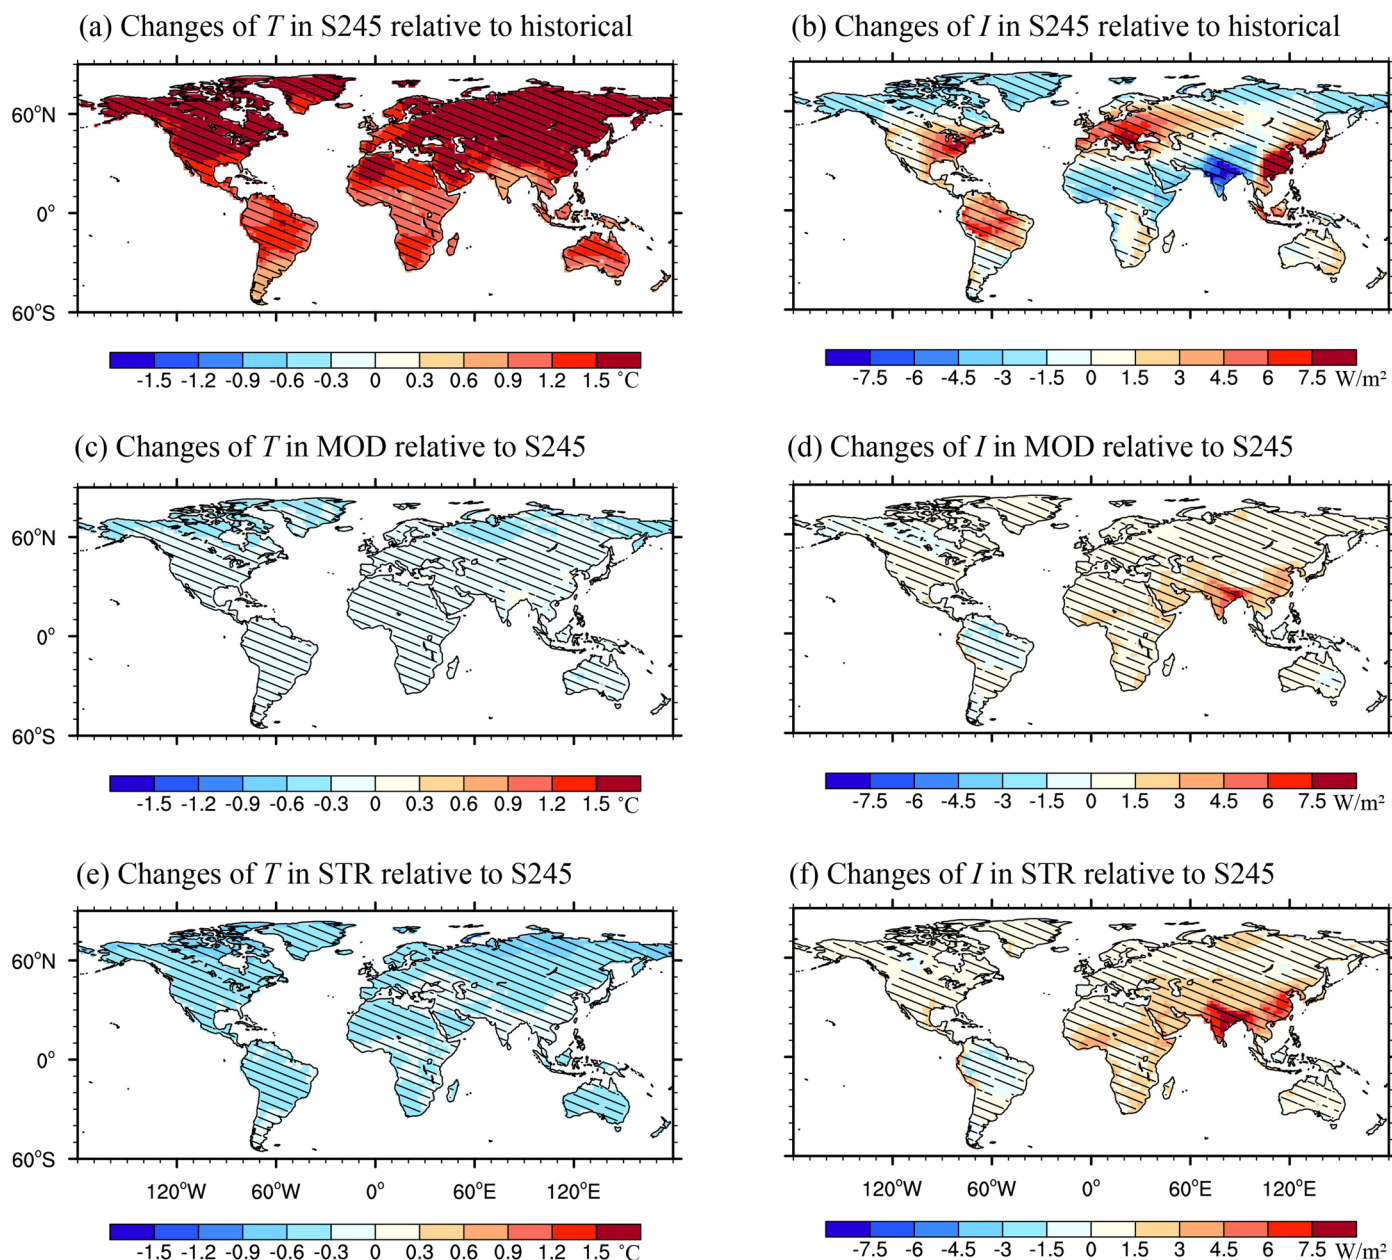 (a) Changes of T in S245 relative to historical
(b) Changes of I in S245 relative to historical
60°N
0°
60°S
-1.5 -1.2 -0.9 -0.6 -0.3 0 0.3 0.6 0.9 1.2 1.5 °C
-7.5 -6 -4.5 -3 -1.5 0 1.5 3 4.5 6 7.5 W/m²
(c) Changes of T in MOD relative to S245
(d) Changes of I in MOD relative to S245
60°N
0°
60°S
-1.5 -1.2 -0.9 -0.6 -0.3 0 0.3 0.6 0.9 1.2 1.5 °C
-7.5 -6 -4.5 -3 -1.5 0 1.5 3 4.5 6 7.5 W/m²
(e) Changes of T in STR relative to S245
(f) Changes of I in STR relative to S245
60°N
0°
60°S
120°W 60°W 0° 60°E 120°E
120°W 60°W 0° 60°E 120°E
-1.5 -1.2 -0.9 -0.6 -0.3 0 0.3 0.6 0.9 1.2 1.5 °C
-7.5 -6 -4.5 -3 -1.5 0 1.5 3 4.5 6 7.5 W/m²